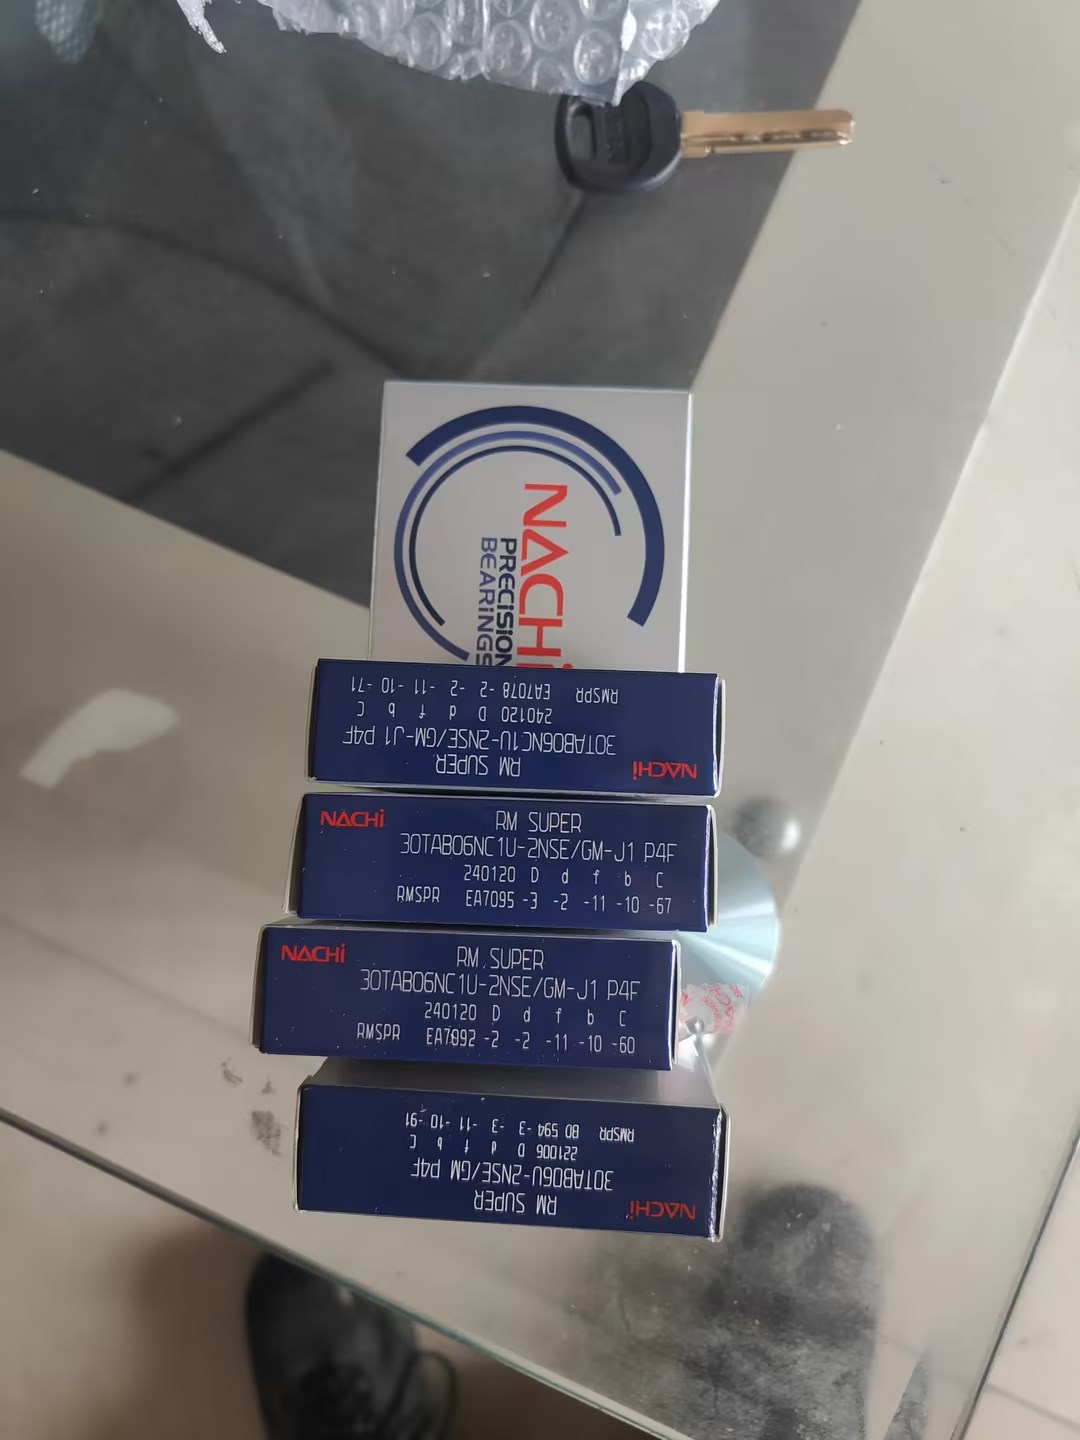 NACHi
PRECISION
BEARINGS
NACHi
RM SUPER
30TAB06NC1U-2NSE/GM-J1 P4F
240120 D d f b C
RMSPR EA7078 -2 -2 -11 -10 -71
NACHi
RM SUPER
30TAB06NC1U-2NSE/GM-J1 P4F
240120 D d f b C
RMSPR EA7095 -3 -2 -11 -10 -67
NACHi
RM SUPER
30TAB06NC1U-2NSE/GM-J1 P4F
240120 D d f b C
RMSPR EA7092 -2 -2 -11 -10 -60
NACHi
RM SUPER
30TAB06U-2NSE/GM P4F
221006 D d f b C
RMSPR BD 594 -3 -3 -11 -10 -91